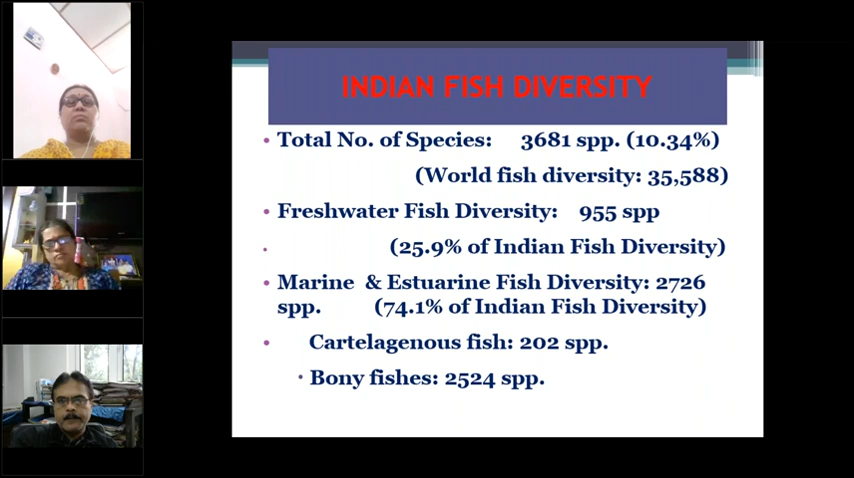 INDIAN FISH DIVERSITY
• Total No. of Species: 3681 spp. (10.34%)
(World fish diversity: 35,588)
• Freshwater Fish Diversity: 955 spp
• (25.9% of Indian Fish Diversity)
• Marine & Estuarine Fish Diversity: 2726
spp. (74.1% of Indian Fish Diversity)
• Cartelagenous fish: 202 spp.
• Bony fishes: 2524 spp.